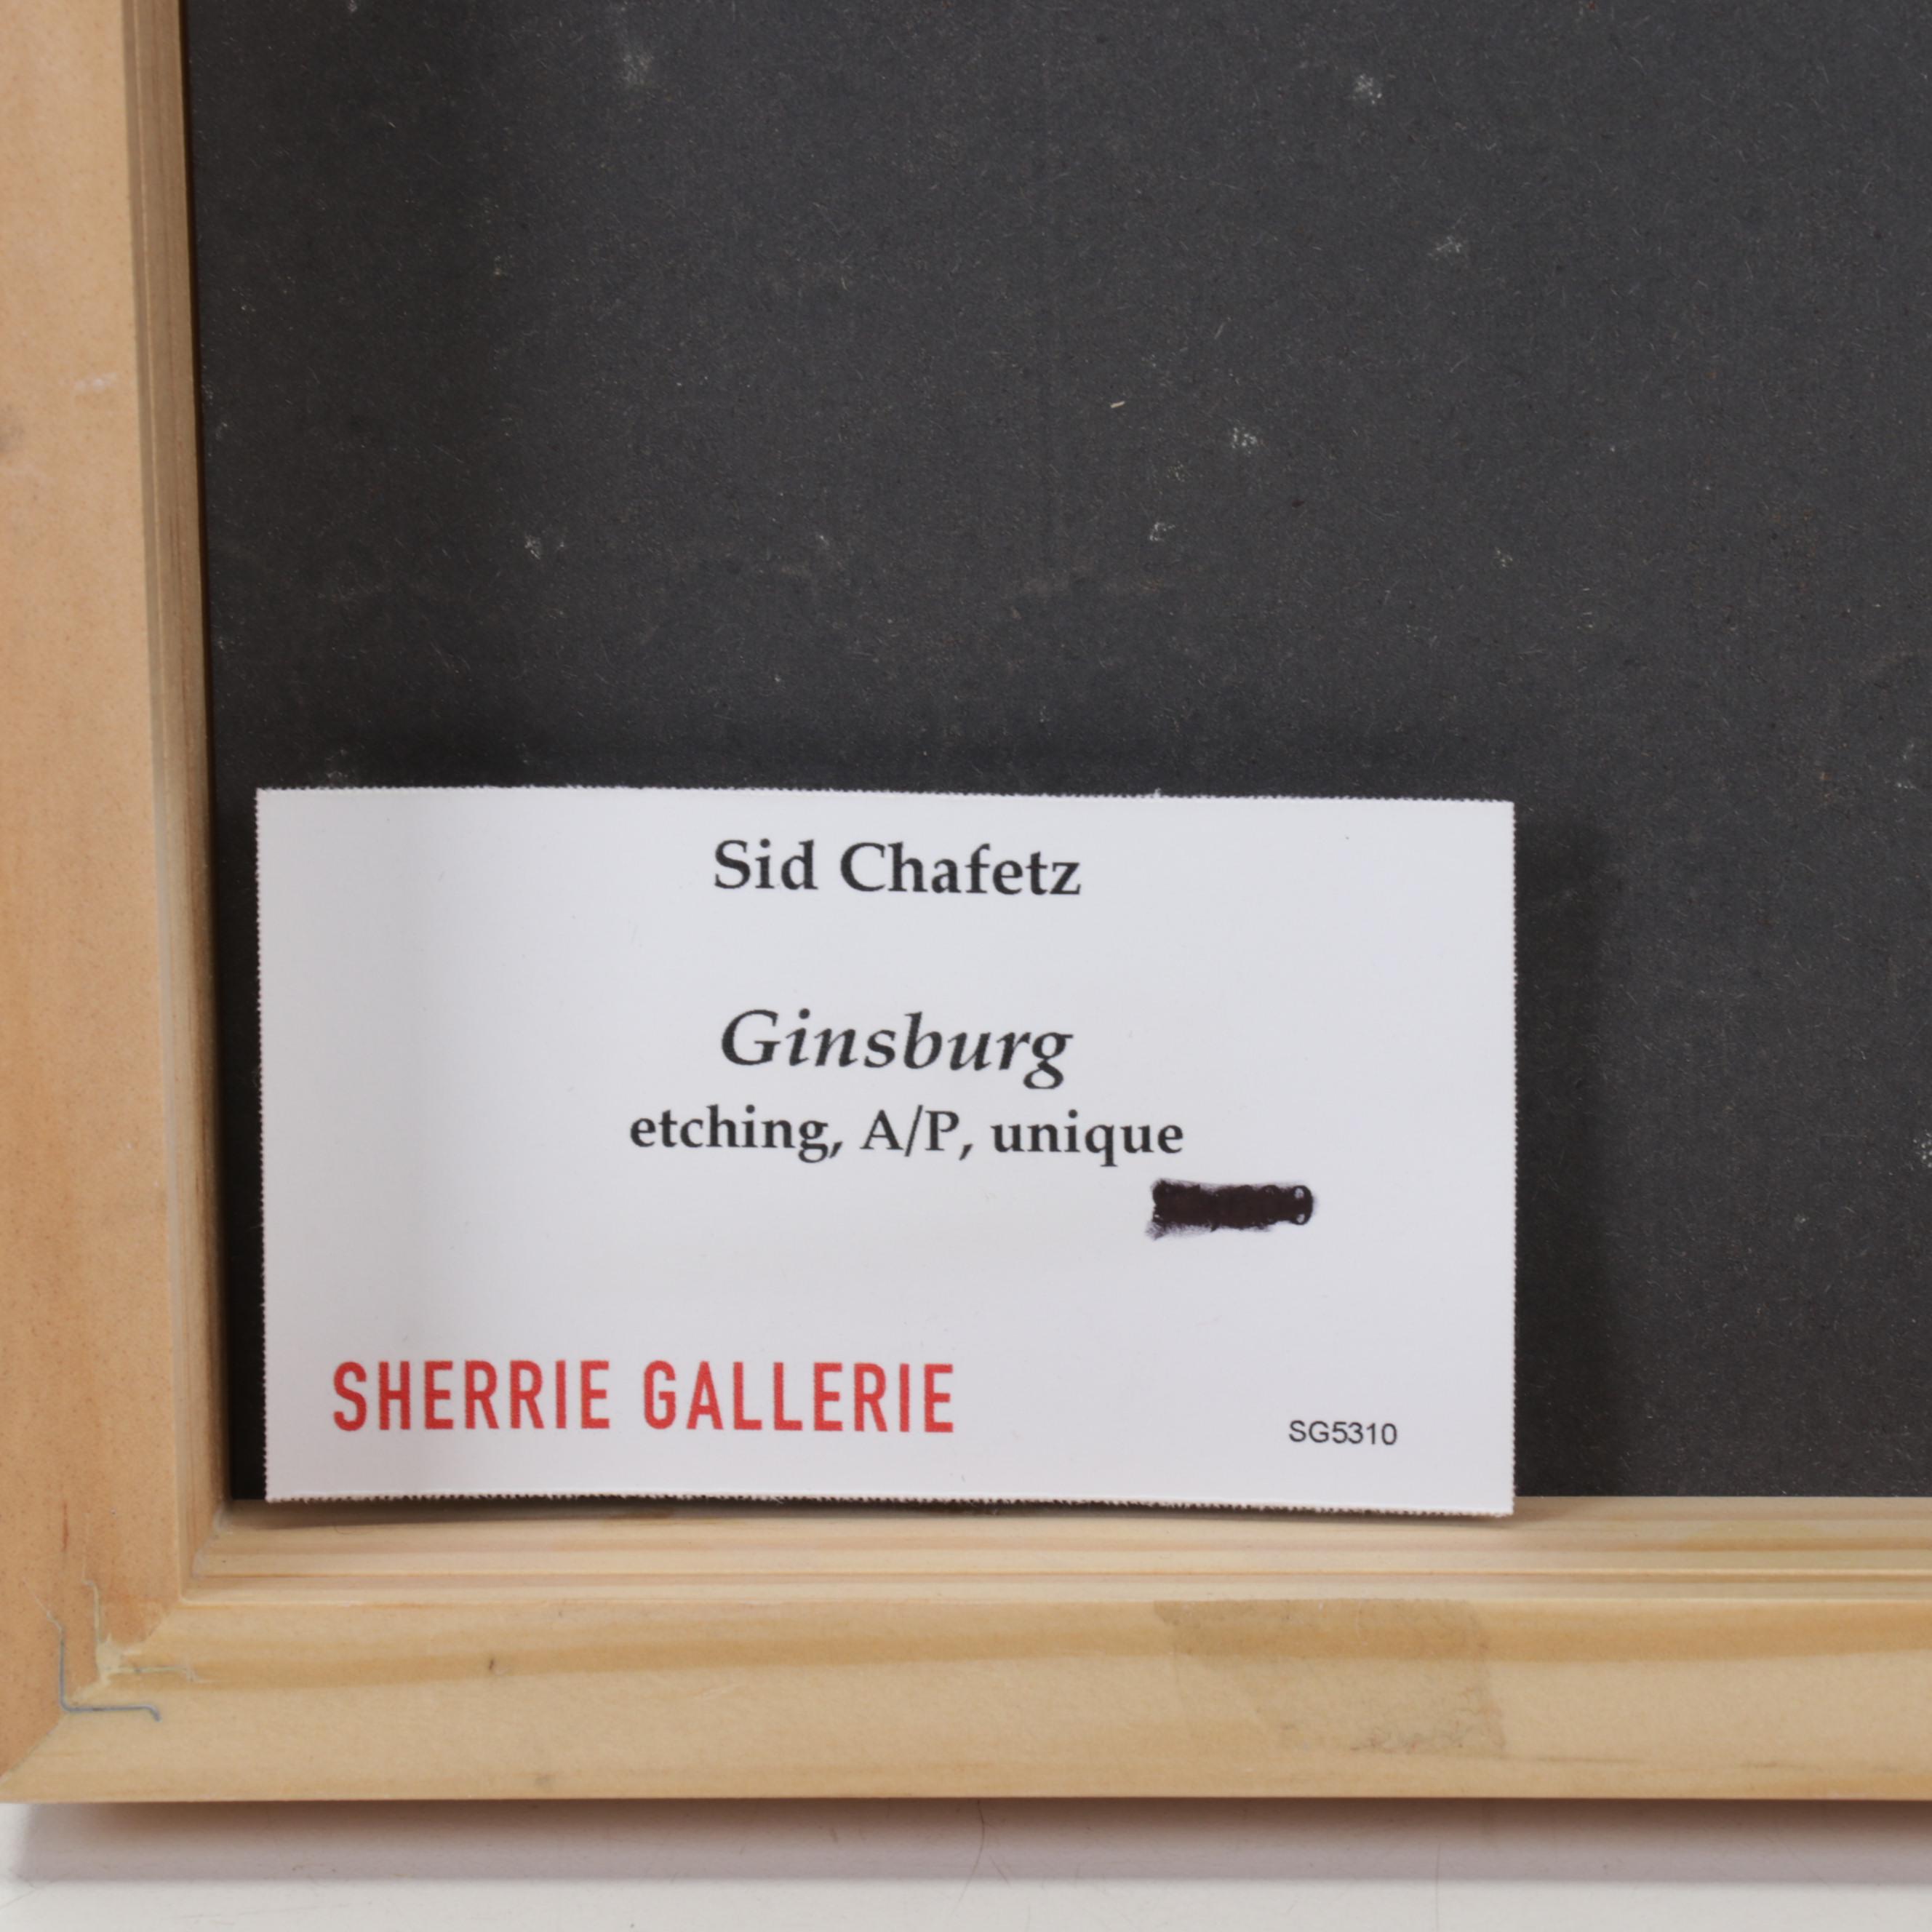 Sid Chafetz
Ginsburg
etching, A/P, unique
SHERRIE GALLERIE
SG5310